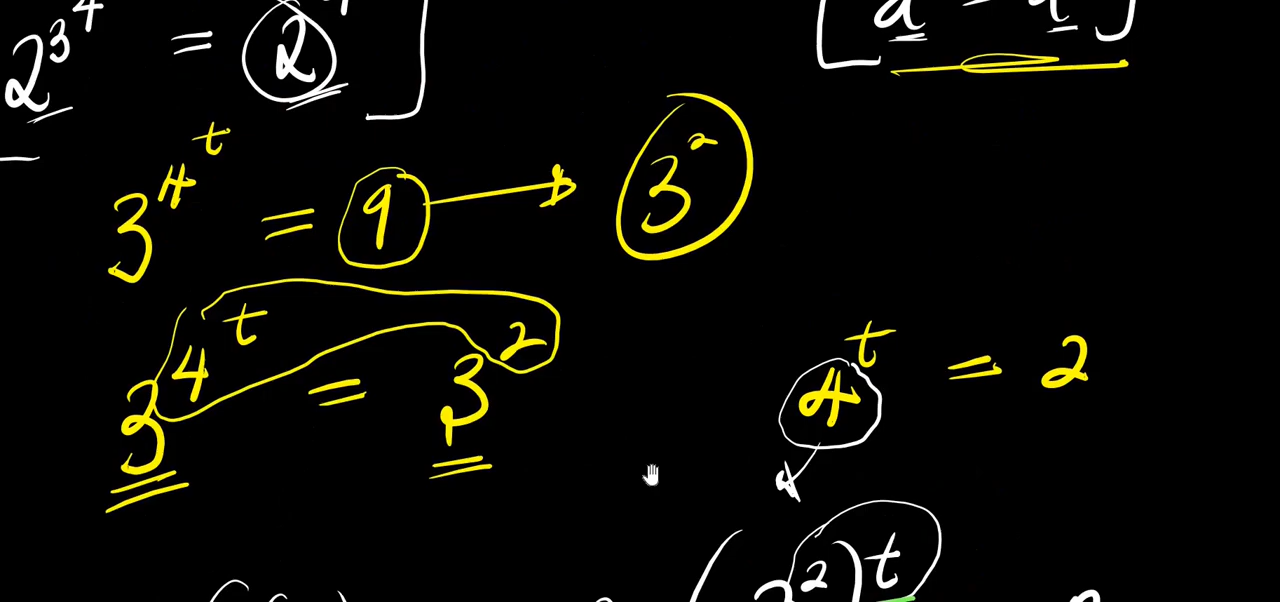 2^3^4 = 2
3^4^t = 9 → 3^2
3^4^t = 3^2
4^t = 2
(2^2)^t